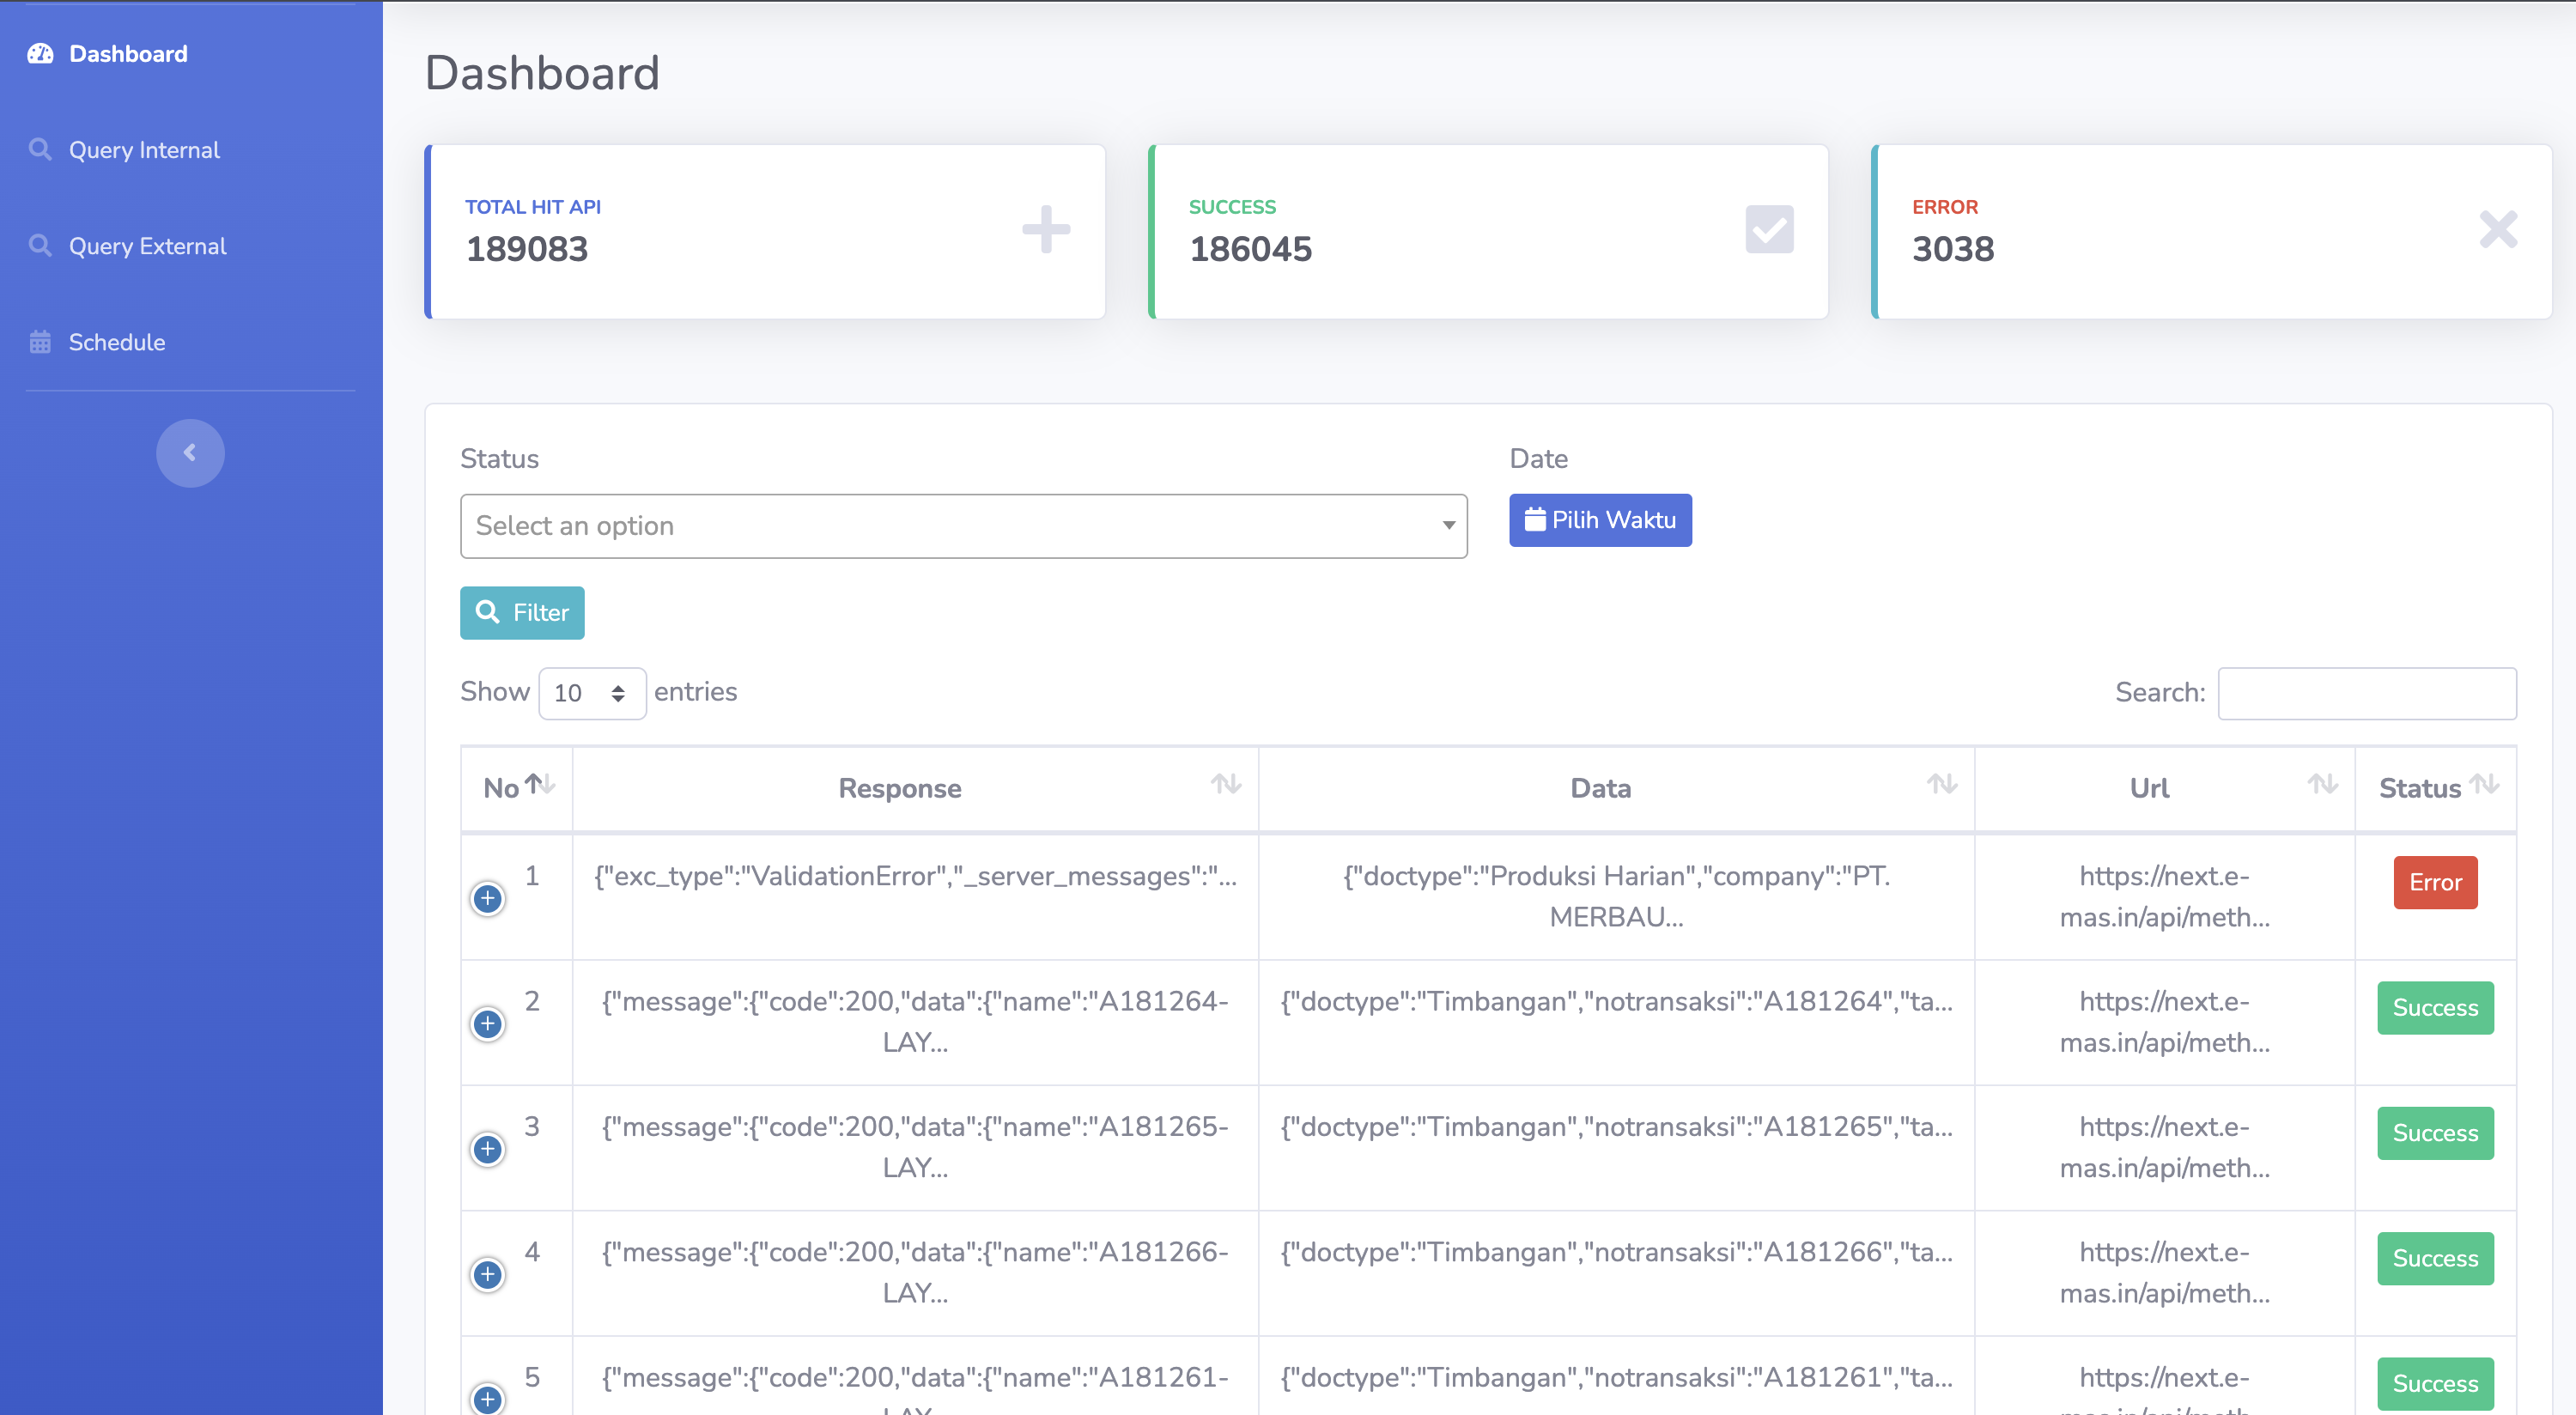 Dashboard
Query Internal
Query External
Schedule
Dashboard
TOTAL HIT API
189083
SUCCESS
186045
ERROR
3038
Status
Date
Select an option
Pilih Waktu
Filter
Show 10 entries
Search:
No Response Data Url Status
1 {"exc_type":"ValidationError","_server_messages":"... {"doctype":"Produksi Harian","company":"PT. https://next.e- Error
MERBAU... mas.in/api/meth...
2 {"message":{"code":200,"data":{"name":"A181264- {"doctype":"Timbangan","notransaksi":"A181264","ta... https://next.e- Success
LAY... mas.in/api/meth...
3 {"message":{"code":200,"data":{"name":"A181265- {"doctype":"Timbangan","notransaksi":"A181265","ta... https://next.e- Success
LAY... mas.in/api/meth...
4 {"message":{"code":200,"data":{"name":"A181266- {"doctype":"Timbangan","notransaksi":"A181266","ta... https://next.e- Success
LAY... mas.in/api/meth...
5 {"message":{"code":200,"data":{"name":"A181261- {"doctype":"Timbangan","notransaksi":"A181261","ta... https://next.e- Success